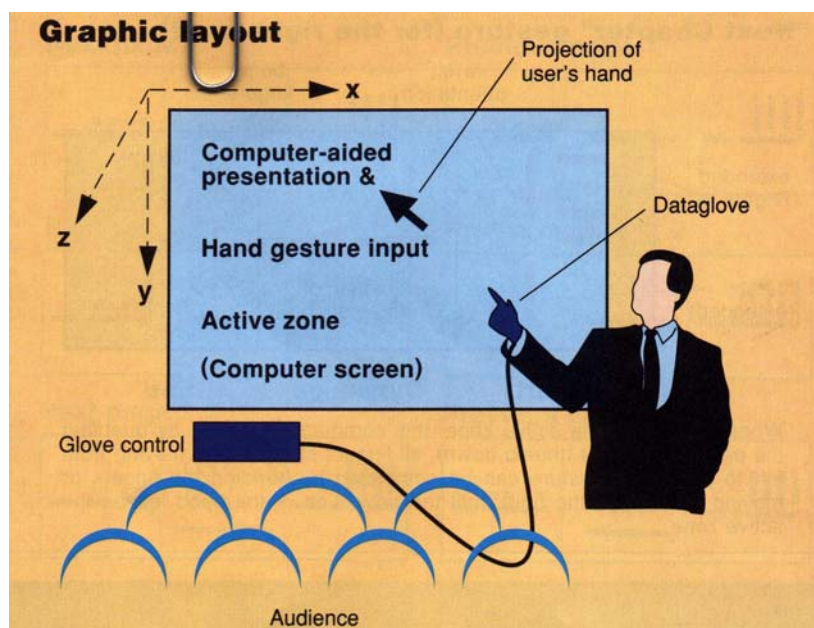 Graphic layout
x
z
y
Projection of
user's hand
Computer-aided
presentation &
Dataglove
Hand gesture input
Active zone
(Computer screen)
Glove control
Audience